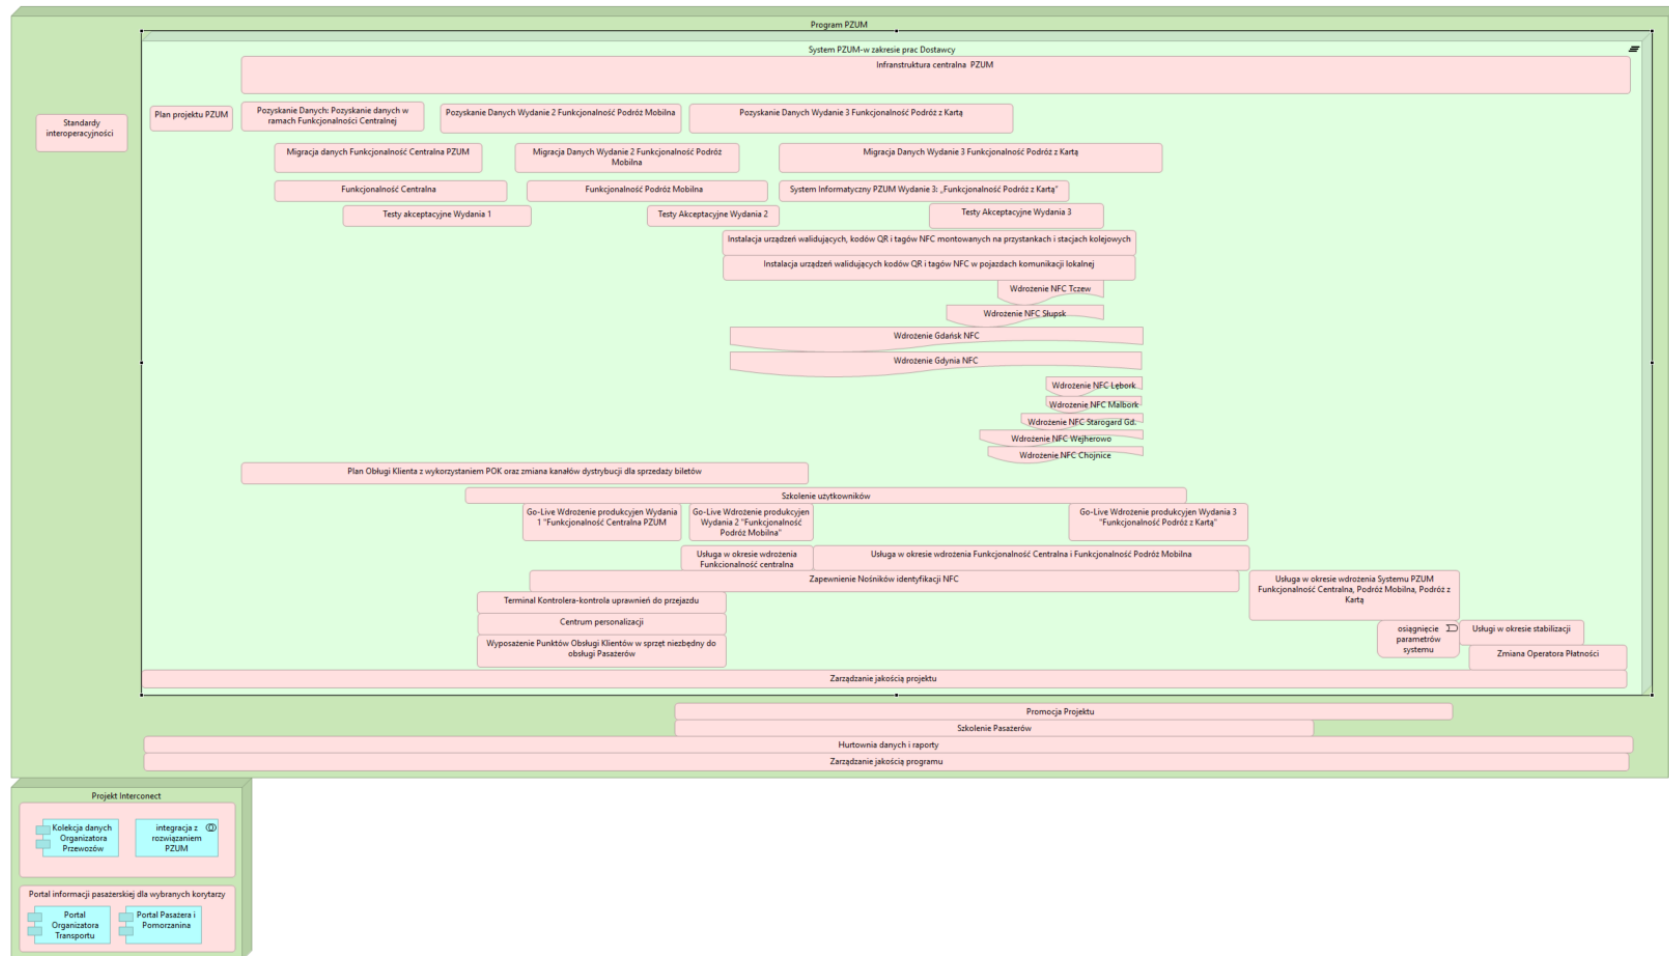 Program PZUM
System PZUM-w zakresie prac Dostawcy
Infranstruktura centralna PZUM
Standardy
interoperacyjności
Plan projektu PZUM
Pozyskanie Danych: Pozyskanie danych w
ramach Funkcjonalności Centralnej
Pozyskanie Danych Wydanie 2 Funkcjonalność Podróż Mobilna
Pozyskanie Danych Wydanie 3 Funkcjonalność Podróż z Kartą
Migracja danych Funkcjonalność Centralna PZUM
Migracja Danych Wydanie 2 Funkcjonalność Podróż
Mobilna
Migracja Danych Wydanie 3 Funkcjonalność Podróż z Kartą
Funkcjonalność Centralna
Funkcjonalność Podróż Mobilna
System Informatyczny PZUM Wydanie 3: „Funkcjonalność Podróż z Kartą"
Testy akceptacyjne Wydania 1
Testy Akceptacyjne Wydania 2
Testy Akceptacyjne Wydania 3
Instalacja urządzeń walidujących, kodów QR i tagów NFC montowanych na przystankach i stacjach kolejowych
Instalacja urządzeń walidujących kodów QR i tagów NFC w pojazdach komunikacji lokalnej
Wdrożenie NFC Tczew
Wdrożenie NFC Słupsk
Wdrożenie Gdańsk NFC
Wdrożenie Gdynia NFC
Wdrożenie NFC Lębork
Wdrożenie NFC Malbork
Wdrożenie NFC Starogard Gd.
Wdrożenie NFC Wejherowo
Wdrożenie NFC Chojnice
Plan Obługi Klienta z wykorzystaniem POK oraz zmiana kanałów dystrybucji dla sprzedaży biletów
Szkolenie użytkowników
Go-Live Wdrożenie produkcyjen Wydania
1 "Funkcjonalność Centralna PZUM
Go-Live Wdrożenie produkcyjen
Wydania 2 "Funkcjonalność
Podróż Mobilna"
Go-Live Wdrożenie produkcyjen Wydania 3
"Funkcjonalność Podróż z Kartą"
Usługa w okresie wdrożenia
Funkcionalność centralna
Usługa w okresie wdrożenia Funkcjonalność Centralna i Funkcjonalność Podróż Mobilna
Zapewnienie Nośników identyfikacji NFC
Usługa w okresie wdrożenia Systemu PZUM
Funkcjonalność Centralna, Podróż Mobilna, Podróż z
Kartą
Terminal Kontrolera-kontrola uprawnień do przejazdu
Centrum personalizacji
Wyposażenie Punktów Obsługi Klientów w sprzęt niezbędny do
obsługi Pasażerów
osiągnięcie
parametrów
systemu
Usługi w okresie stabilizacji
Zmiana Operatora Płatności
Zarządzanie jakością projektu
Promocja Projektu
Szkolenie Pasażerów
Hurtownia danych i raporty
Zarządzanie jakością programu
Projekt Interconect
Kolekcja danych
Organizatora
Przewozów
integracja z
rozwiązaniem
PZUM
Portal informacji pasażerskiej dla wybranych korytarzy
Portal
Organizatora
Transportu
Portal Pasażera i
Pomorzanina